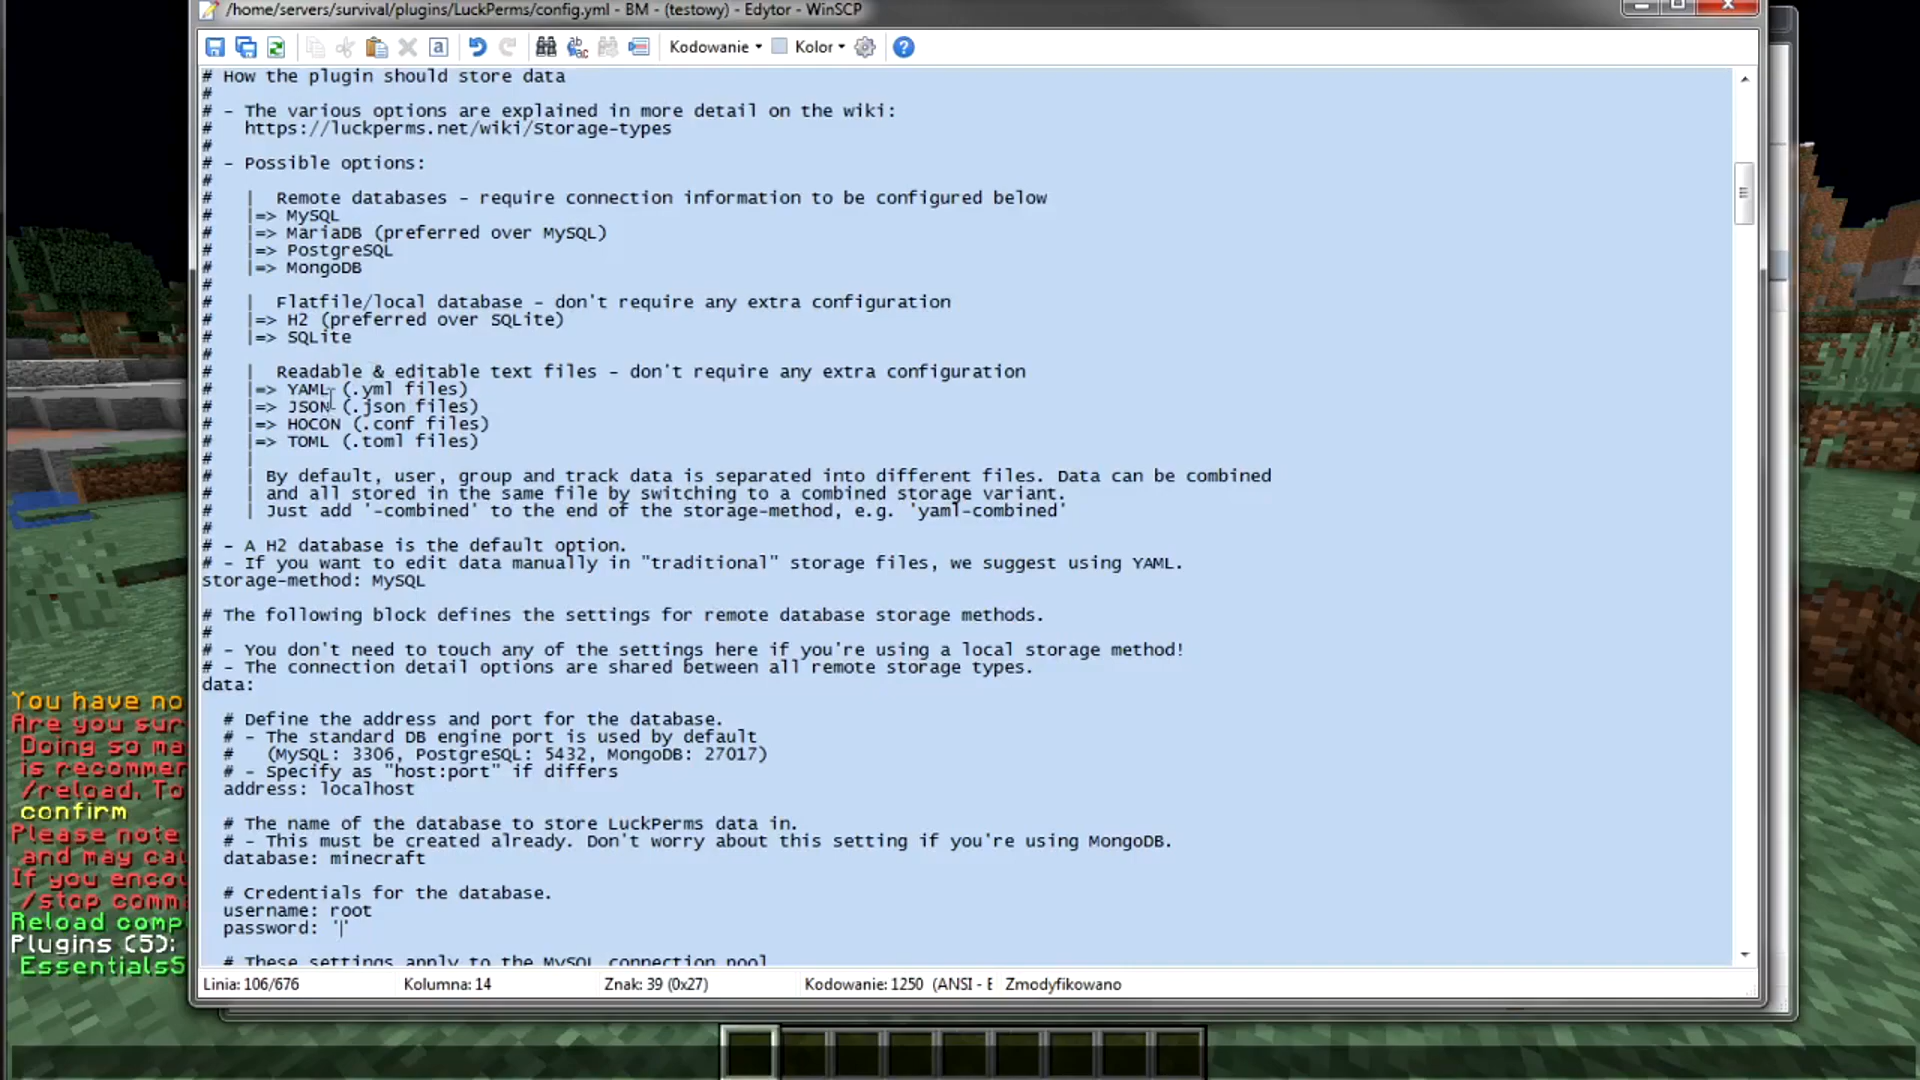 /home/servers/survival/plugins/LuckPerms/config.yml - BM - (testowy) - Edytor - WinSCP
Kodowanie Kolor
# How the plugin should store data
#
# - The various options are explained in more detail on the wiki:
#   https://luckperms.net/wiki/Storage-types
#
# - Possible options:
#
#   |  Remote databases - require connection information to be configured below
#   |=> MySQL
#   |=> MariaDB (preferred over MySQL)
#   |=> PostgreSQL
#   |=> MongoDB
#
#   |  Flatfile/local database - don't require any extra configuration
#   |=> H2 (preferred over SQLite)
#   |=> SQLite
#
#   |  Readable & editable text files - don't require any extra configuration
#   |=> YAML (.yml files)
#   |=> JSON (.json files)
#   |=> HOCON (.conf files)
#   |=> TOML (.toml files)
#   |
#   | By default, user, group and track data is separated into different files. Data can be combined
#   | and all stored in the same file by switching to a combined storage variant.
#   | Just add '-combined' to the end of the storage-method, e.g. 'yaml-combined'
#
# - A H2 database is the default option.
# - If you want to edit data manually in "traditional" storage files, we suggest using YAML.
storage-method: MySQL
# The following block defines the settings for remote database storage methods.
#
# - You don't need to touch any of the settings here if you're using a local storage method!
# - The connection detail options are shared between all remote storage types.
data:
# Define the address and port for the database.
# - The standard DB engine port is used by default
#   (MySQL: 3306, PostgreSQL: 5432, MongoDB: 27017)
# - Specify as "host:port" if differs
address: localhost
# The name of the database to store LuckPerms data in.
# - This must be created already. Don't worry about this setting if you're using MongoDB.
database: minecraft
# Credentials for the database.
username: root
password: ''
# These settings apply to the MySQL connection pool
Linia: 106/676 Kolumna: 14 Znak: 39 (0x27) Kodowanie: 1250 (ANSI - E Zmodyfikowano
You have no
Are you sur
Doing so ma
is recommen
/reload. To
confirm
Please note
and may cau
If you enco
/stop comma
Reload comp
Plugins (5):
EssentialsS